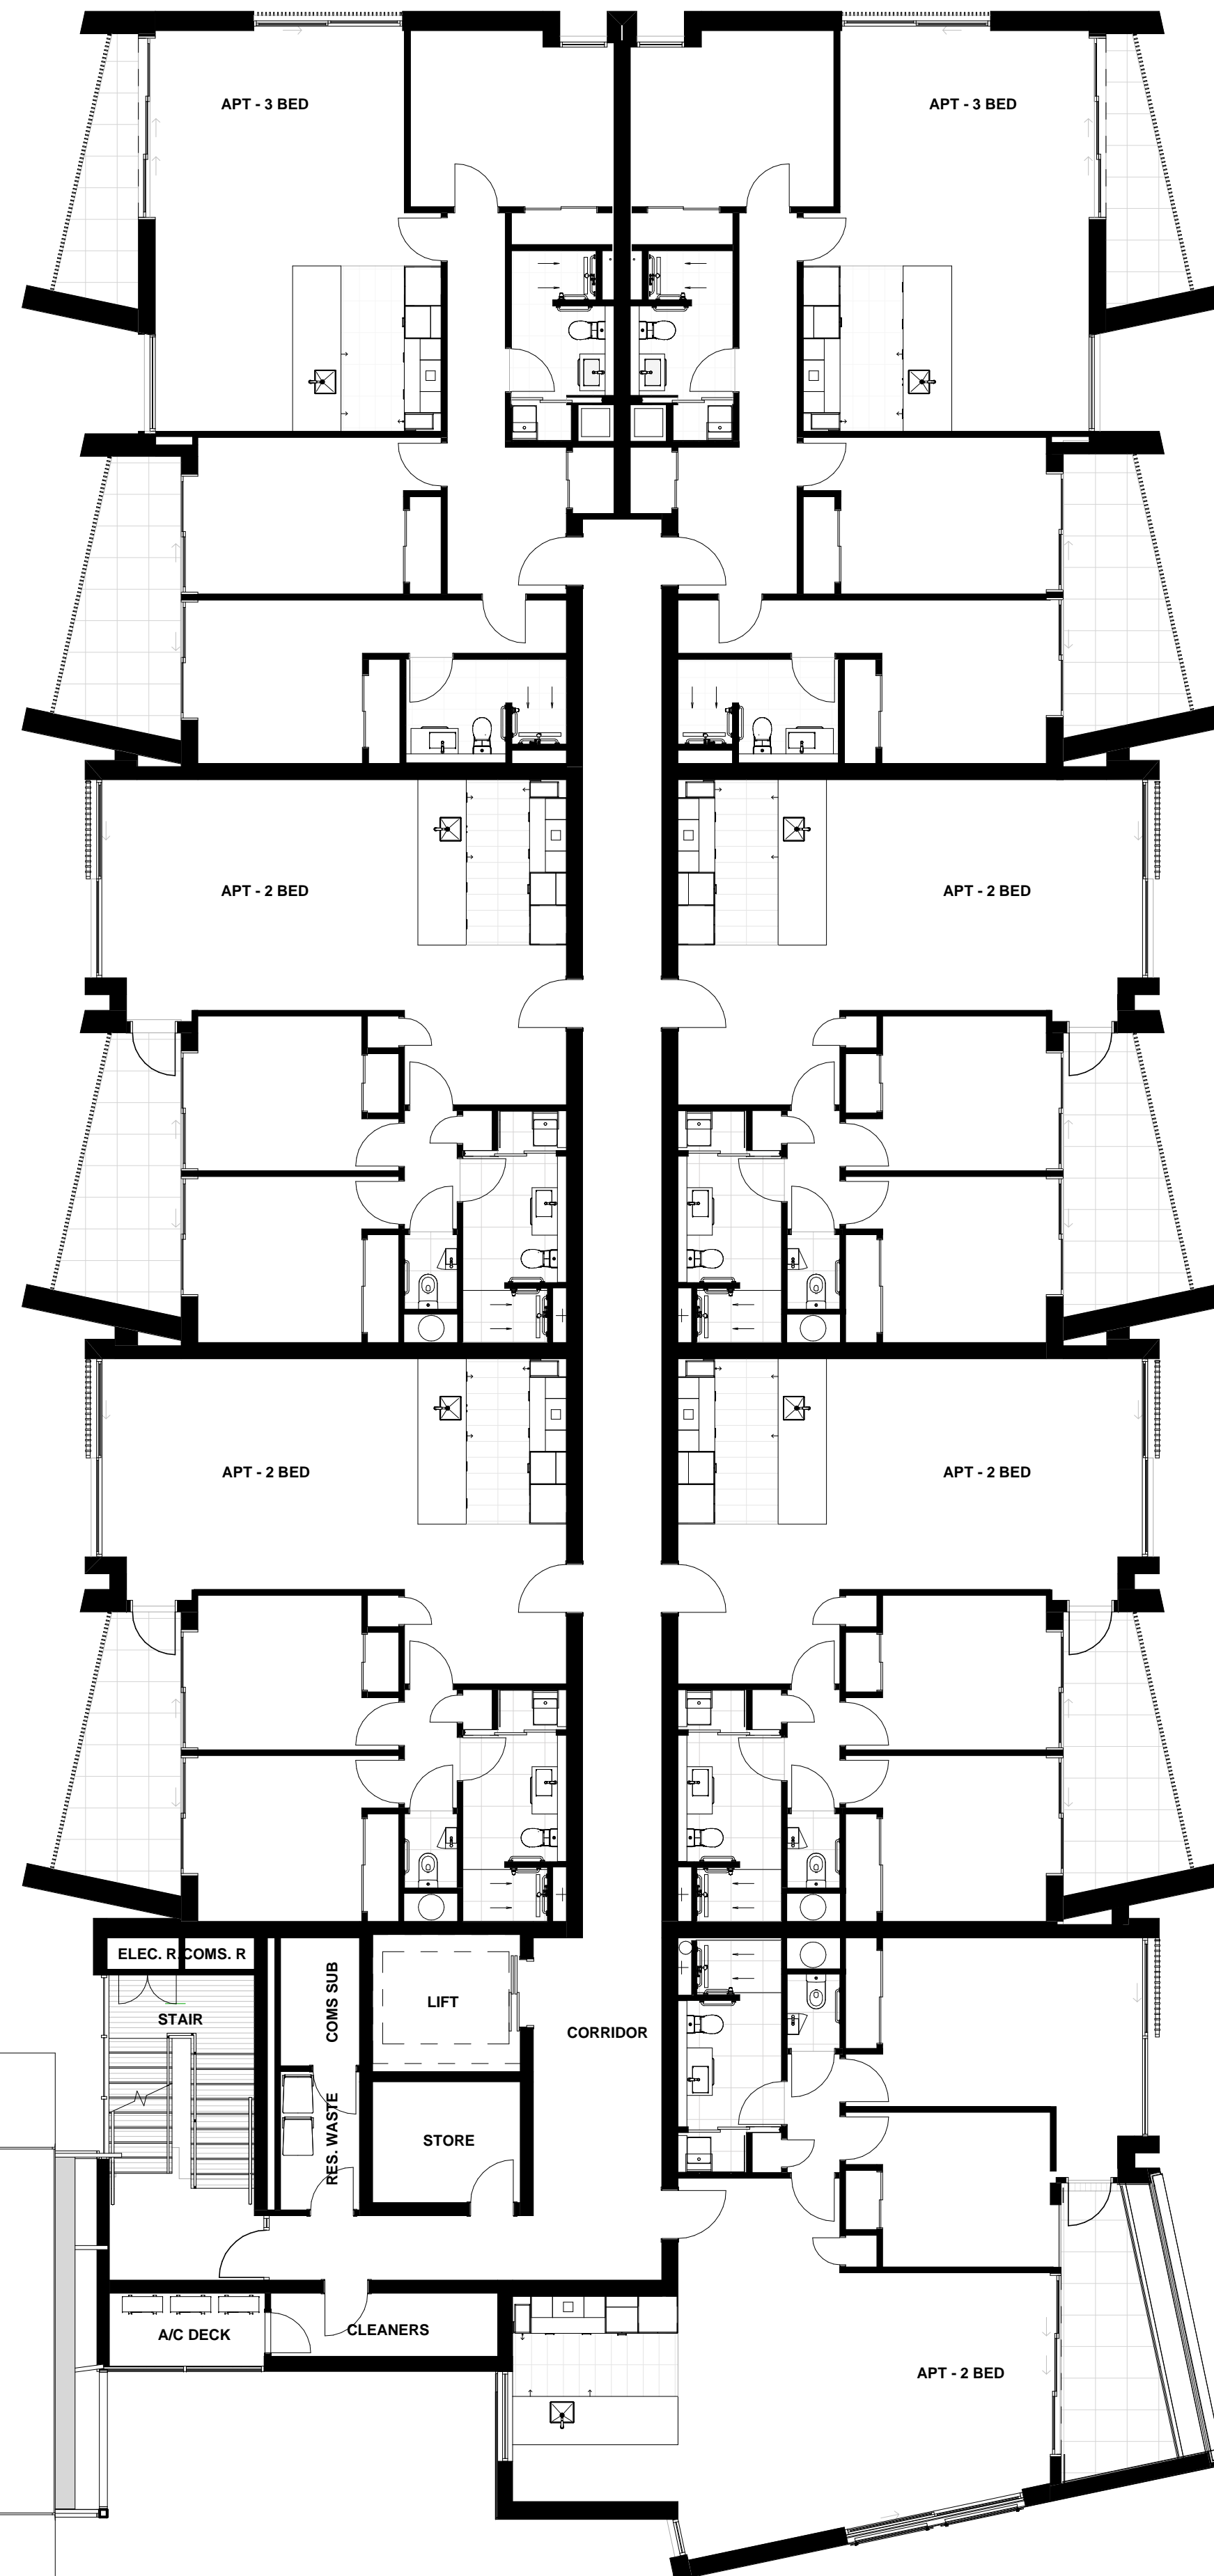 APT - 3 BED
APT - 3 BED
APT - 2 BED
APT - 2 BED
APT - 2 BED
APT - 2 BED
ELEC. R.
COMS. R
STAIR
COMS SUB
LIFT
CORRIDOR
RES. WASTE
STORE
CLEANERS
A/C DECK
APT - 2 BED